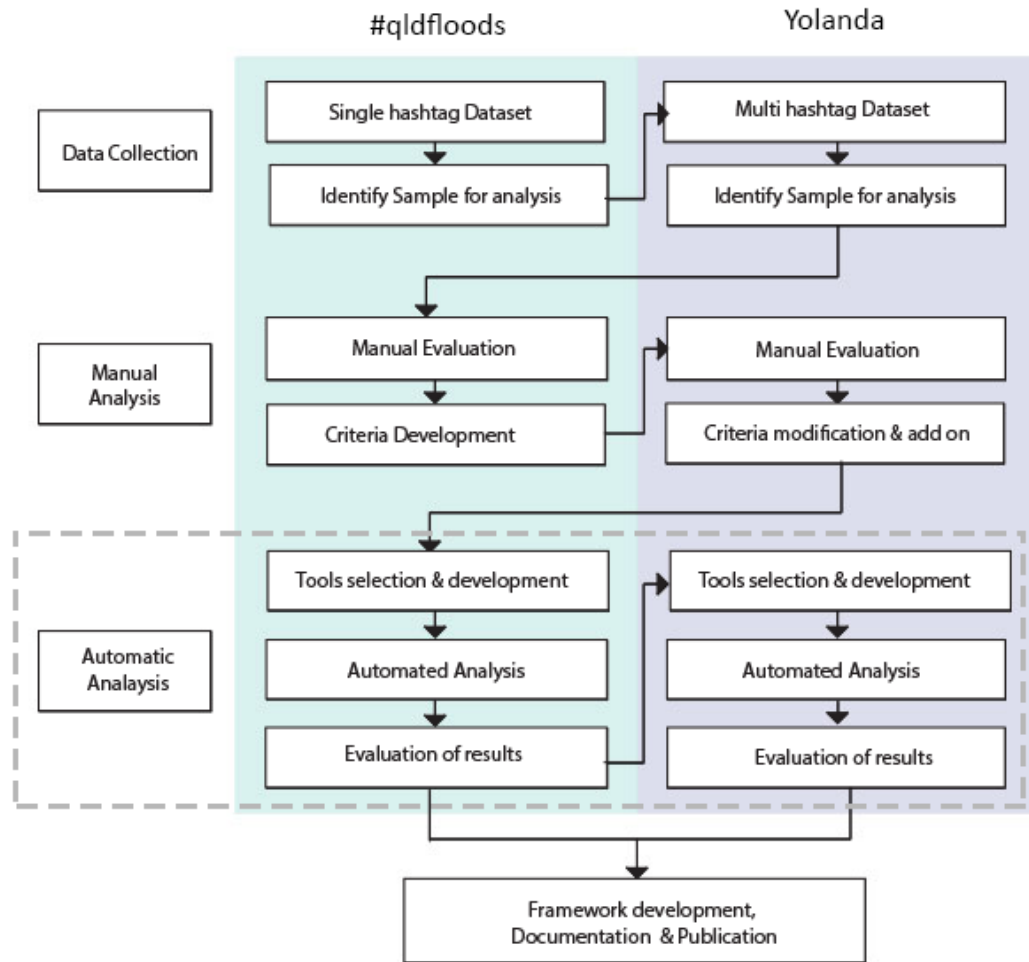 #qldfloods
Yolanda
Data Collection
Single hashtag Dataset
Multi hashtag Dataset
Identify Sample for analysis
Identify Sample for analysis
Manual
Analysis
Manual Evaluation
Manual Evaluation
Criteria Development
Criteria modification & add on
Automatic
Analaysis
Tools selection & development
Tools selection & development
Automated Analysis
Automated Analysis
Evaluation of results
Evaluation of results
Framework development,
Documentation & Publication